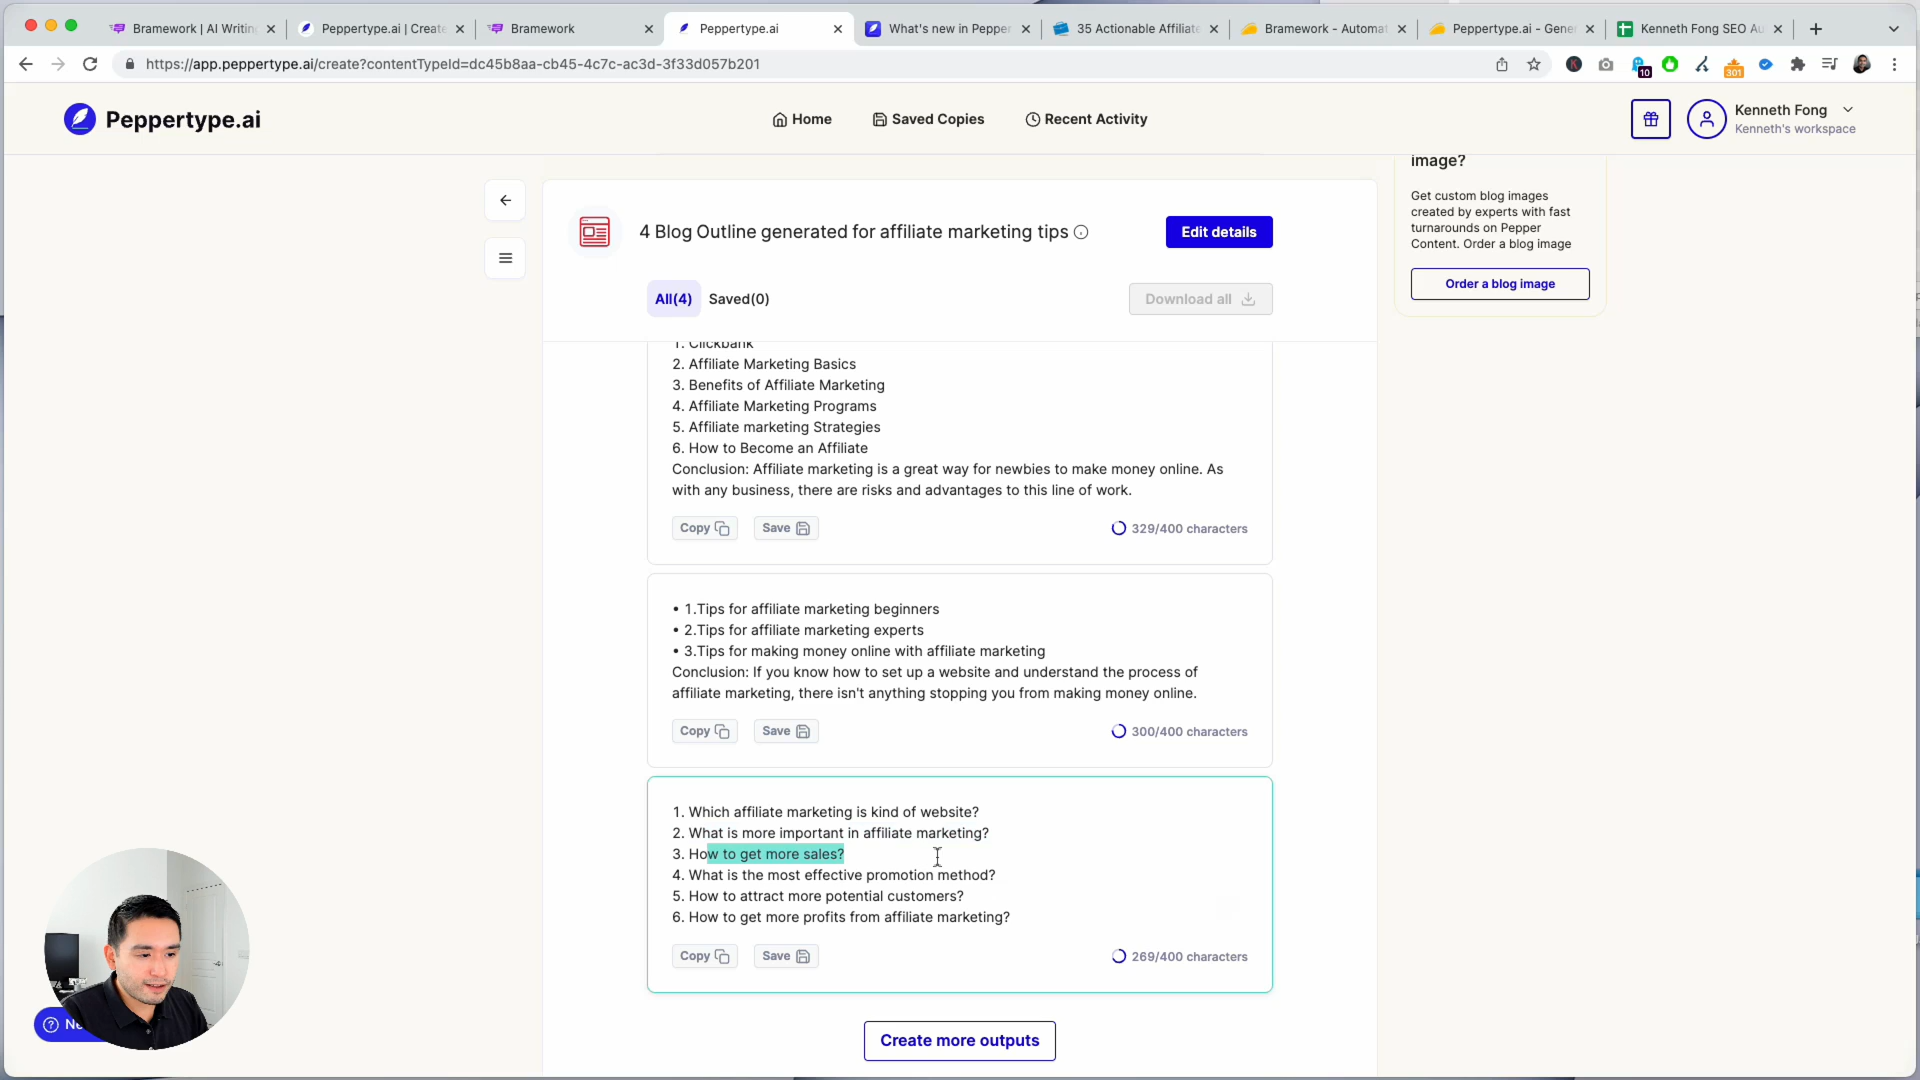 Bramework | AI Writin
Peppertype.ai | Create
Bramework
Peppertype.ai
What's new in Pepper
35 Actionable Affiliate
Bramework - Automat
Peppertype.ai - Gene
Kenneth Fong SEO Au
https://app.peppertype.ai/create?contentTypeId=dc45b8aa-cb45-4c7c-ac3d-3f33d057b201
10
301
Peppertype.ai
Home
Saved Copies
Recent Activity
Kenneth Fong
Kenneth's workspace
image?
Get custom blog images
created by experts with fast
turnarounds on Pepper
Content. Order a blog image
Order a blog image
4 Blog Outline generated for affiliate marketing tips
Edit details
All(4)
Saved(0)
Download all
1. Clickbank
2. Affiliate Marketing Basics
3. Benefits of Affiliate Marketing
4. Affiliate Marketing Programs
5. Affiliate marketing Strategies
6. How to Become an Affiliate
Conclusion: Affiliate marketing is a great way for newbies to make money online. As
with any business, there are risks and advantages to this line of work.
Copy
Save
329/400 characters
• 1.Tips for affiliate marketing beginners
• 2.Tips for affiliate marketing experts
• 3.Tips for making money online with affiliate marketing
Conclusion: If you know how to set up a website and understand the process of
affiliate marketing, there isn't anything stopping you from making money online.
Copy
Save
300/400 characters
1. Which affiliate marketing is kind of website?
2. What is more important in affiliate marketing?
3. How to get more sales?
4. What is the most effective promotion method?
5. How to attract more potential customers?
6. How to get more profits from affiliate marketing?
Copy
Save
269/400 characters
Create more outputs